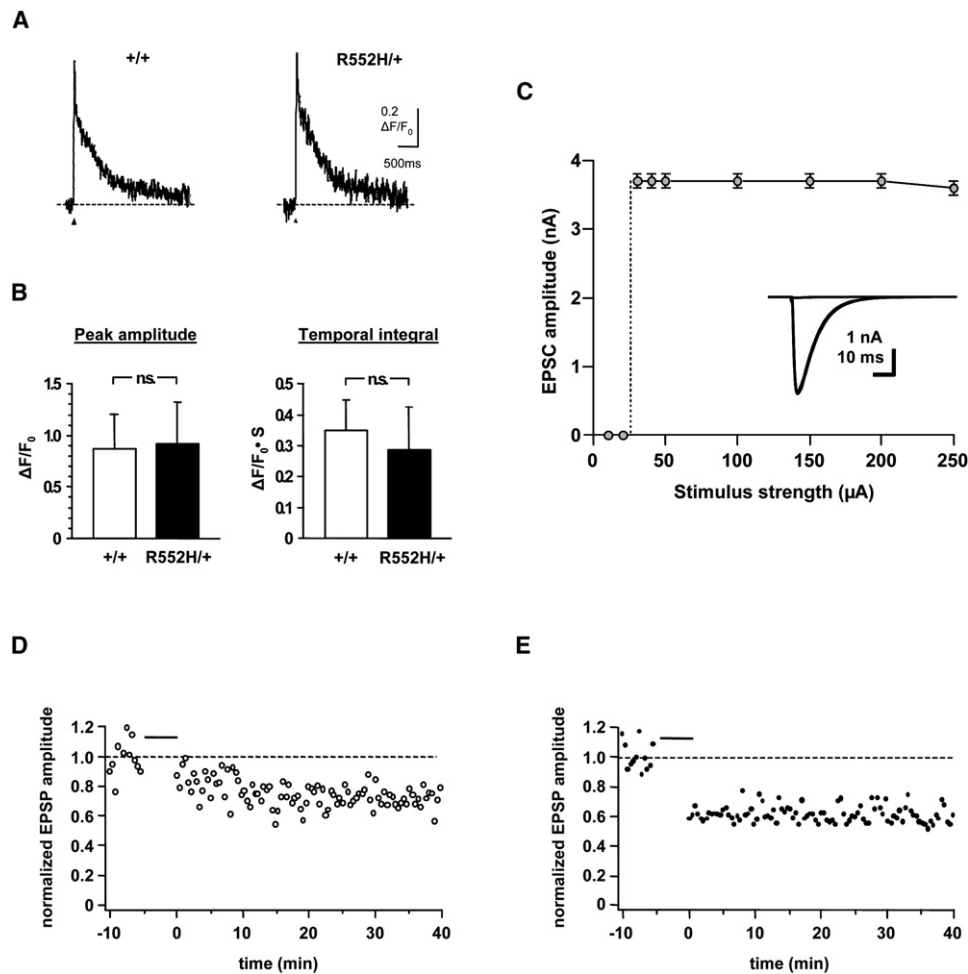 A
+/+
R552H/+
0.2
ΔF/F0
500ms
B
Peak amplitude
n.s.
1.5
1.0
0.5
0
ΔF/F0
+/+
R552H/+
Temporal integral
n.s.
0.5
0.4
0.3
0.2
0.1
0
ΔF/F0• S
+/+
R552H/+
C
4
3
2
1
0
EPSC amplitude (nA)
1 nA
10 ms
0 50 100 150 200 250
Stimulus strength (µA)
D
1.2
1.0
0.8
0.6
0.4
0.2
0
normalized EPSP amplitude
-10 0 10 20 30 40
time (min)
E
1.2
1.0
0.8
0.6
0.4
0.2
0
normalized EPSP amplitude
-10 0 10 20 30 40
time (min)